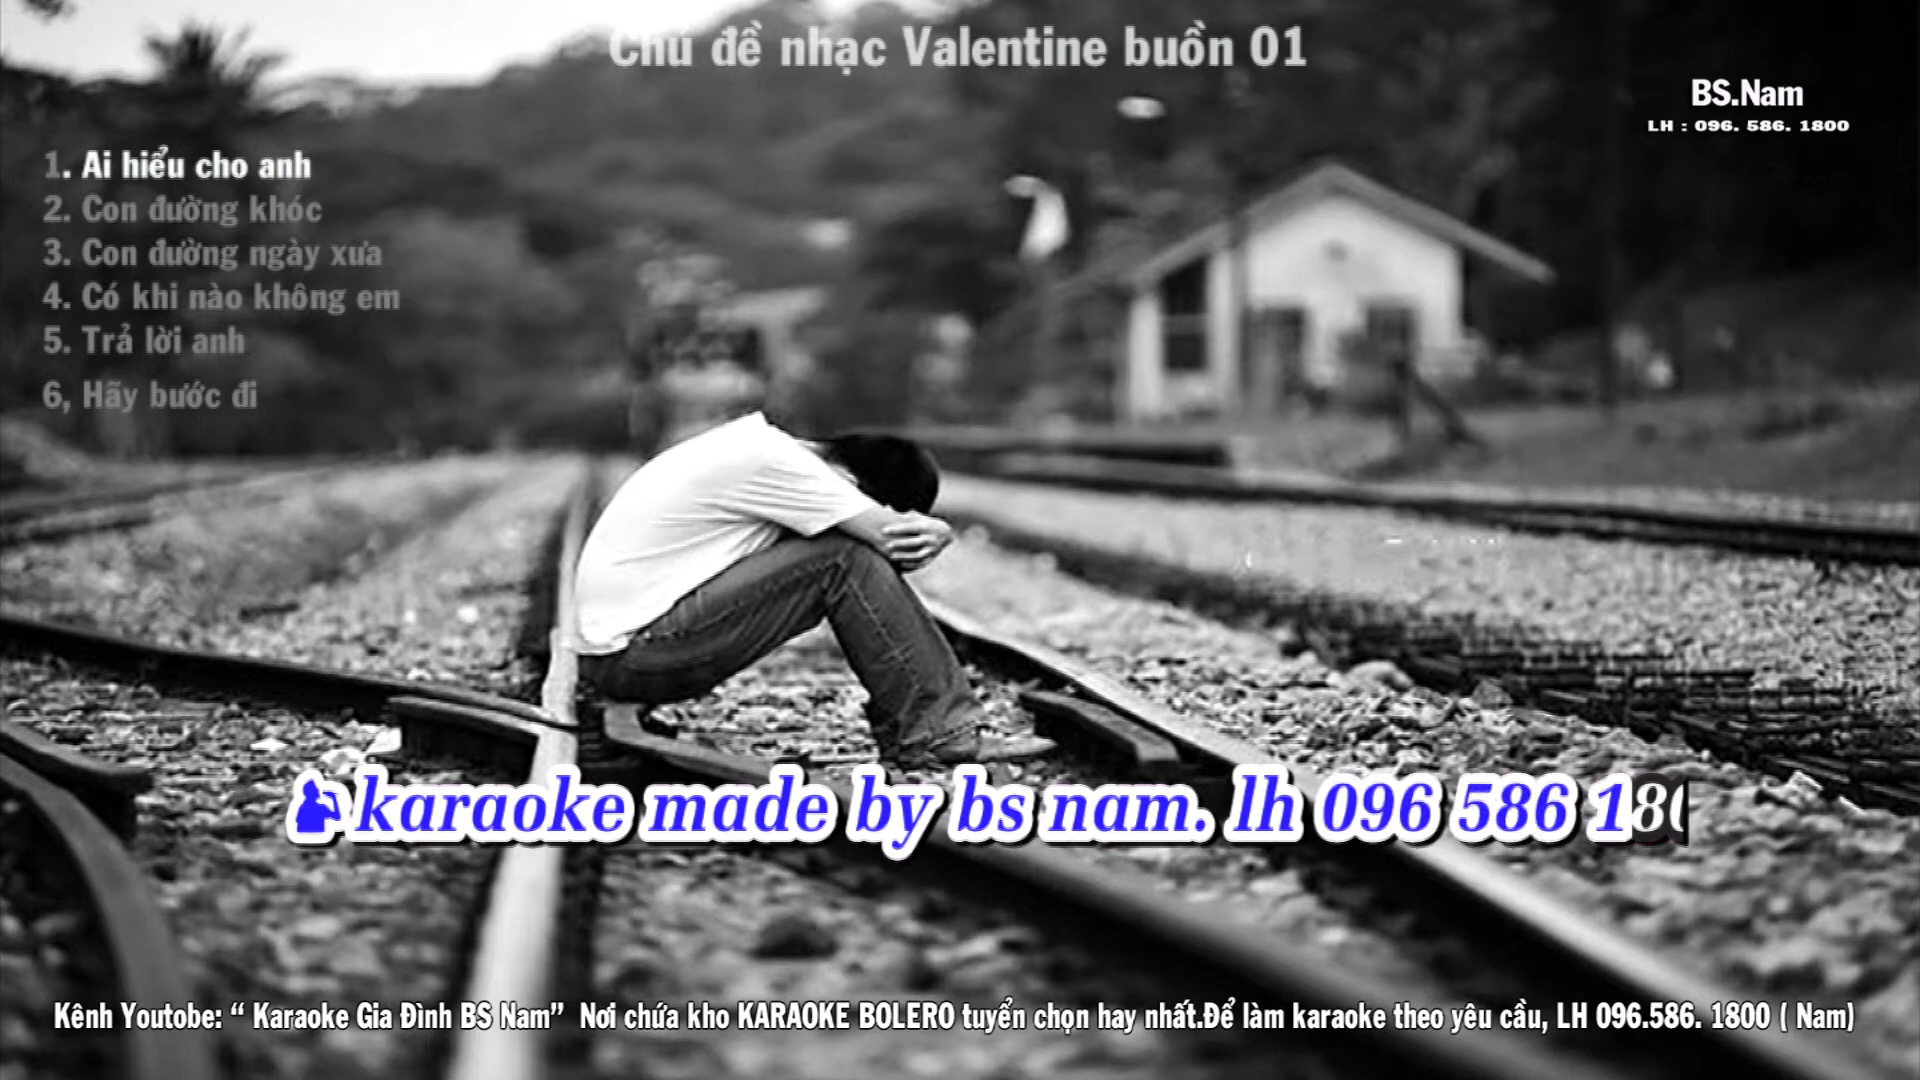 Chủ đề nhạc Valentine buồn 01
BS.Nam
LH : 096. 586. 1800
1. Ai hiểu cho anh
2. Con đường khóc
3. Con đường ngày xưa
4. Có khi nào không em
5. Trả lời anh
6, Hãy bước đi
karaoke made by bs nam. lh 096 586 180
Kênh Youtobe: “ Karaoke Gia Đình BS Nam” Nơi chứa kho KARAOKE BOLERO tuyển chọn hay nhất.Để làm karaoke theo yêu cầu, LH 096.586. 1800 ( Nam)